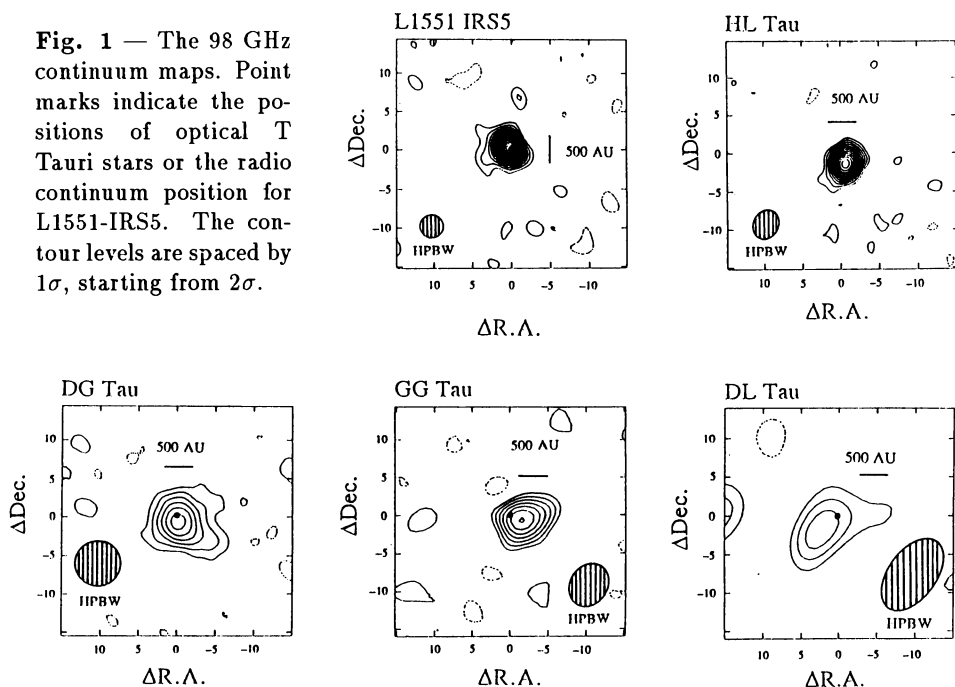 Fig. 1 — The 98 GHz
continuum maps. Point
marks indicate the po-
sitions of optical T
Tauri stars or the radio
continuum position for
L1551-IRS5. The con-
tour levels are spaced by
1σ, starting from 2σ.
L1551 IRS5
10
5
0
-5
-10
ΔDec.
500 AU
HPBW
10 5 0 -5 -10
ΔR.A.
HL Tau
10
5
0
-5
-10
ΔDec.
500 AU
HPBW
10 5 0 -5 -10
ΔR.A.
DG Tau
10
5
0
-5
-10
ΔDec.
500 AU
HPBW
10 5 0 -5 -10
ΔR.A.
GG Tau
10
5
0
-5
-10
ΔDec.
500 AU
HPBW
10 5 0 -5 -10
ΔR.A.
DL Tau
10
5
0
-5
-10
ΔDec.
500 AU
HPBW
15 10 5 0 -5 -10
ΔR.A.